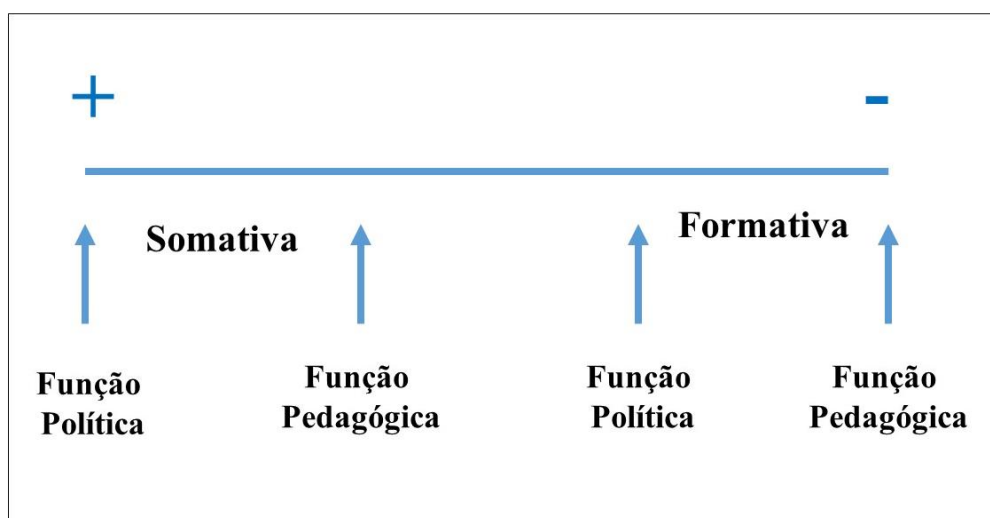 + -
Somativa
Formativa
Função
Política
Função
Pedagógica
Função
Política
Função
Pedagógica